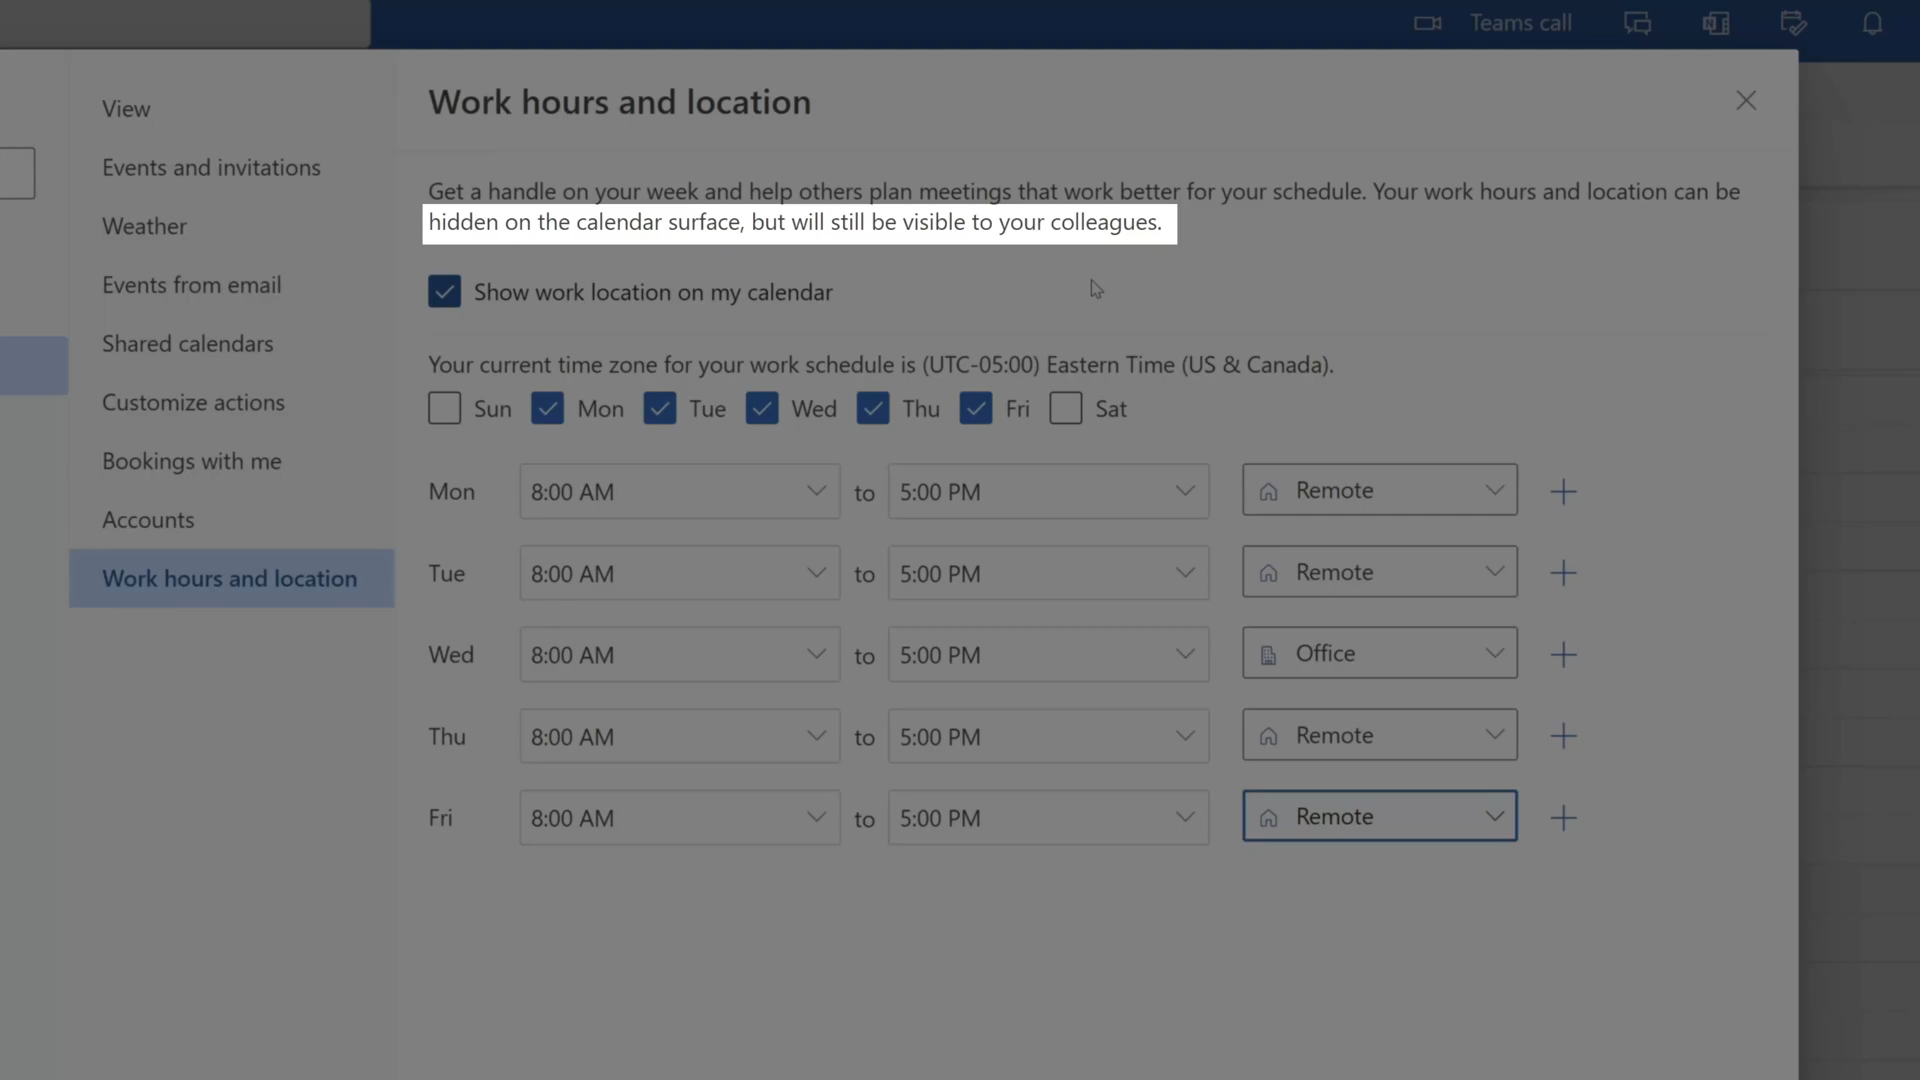 Teams call
View
Events and invitations
Weather
Events from email
Shared calendars
Customize actions
Bookings with me
Accounts
Work hours and location
Work hours and location
Get a handle on your week and help others plan meetings that work better for your schedule. Your work hours and location can be
hidden on the calendar surface, but will still be visible to your colleagues.
Show work location on my calendar
Your current time zone for your work schedule is (UTC-05:00) Eastern Time (US & Canada).
Sun Mon Tue Wed Thu Fri Sat
Mon 8:00 AM to 5:00 PM Remote
Tue 8:00 AM to 5:00 PM Remote
Wed 8:00 AM to 5:00 PM Office
Thu 8:00 AM to 5:00 PM Remote
Fri 8:00 AM to 5:00 PM Remote